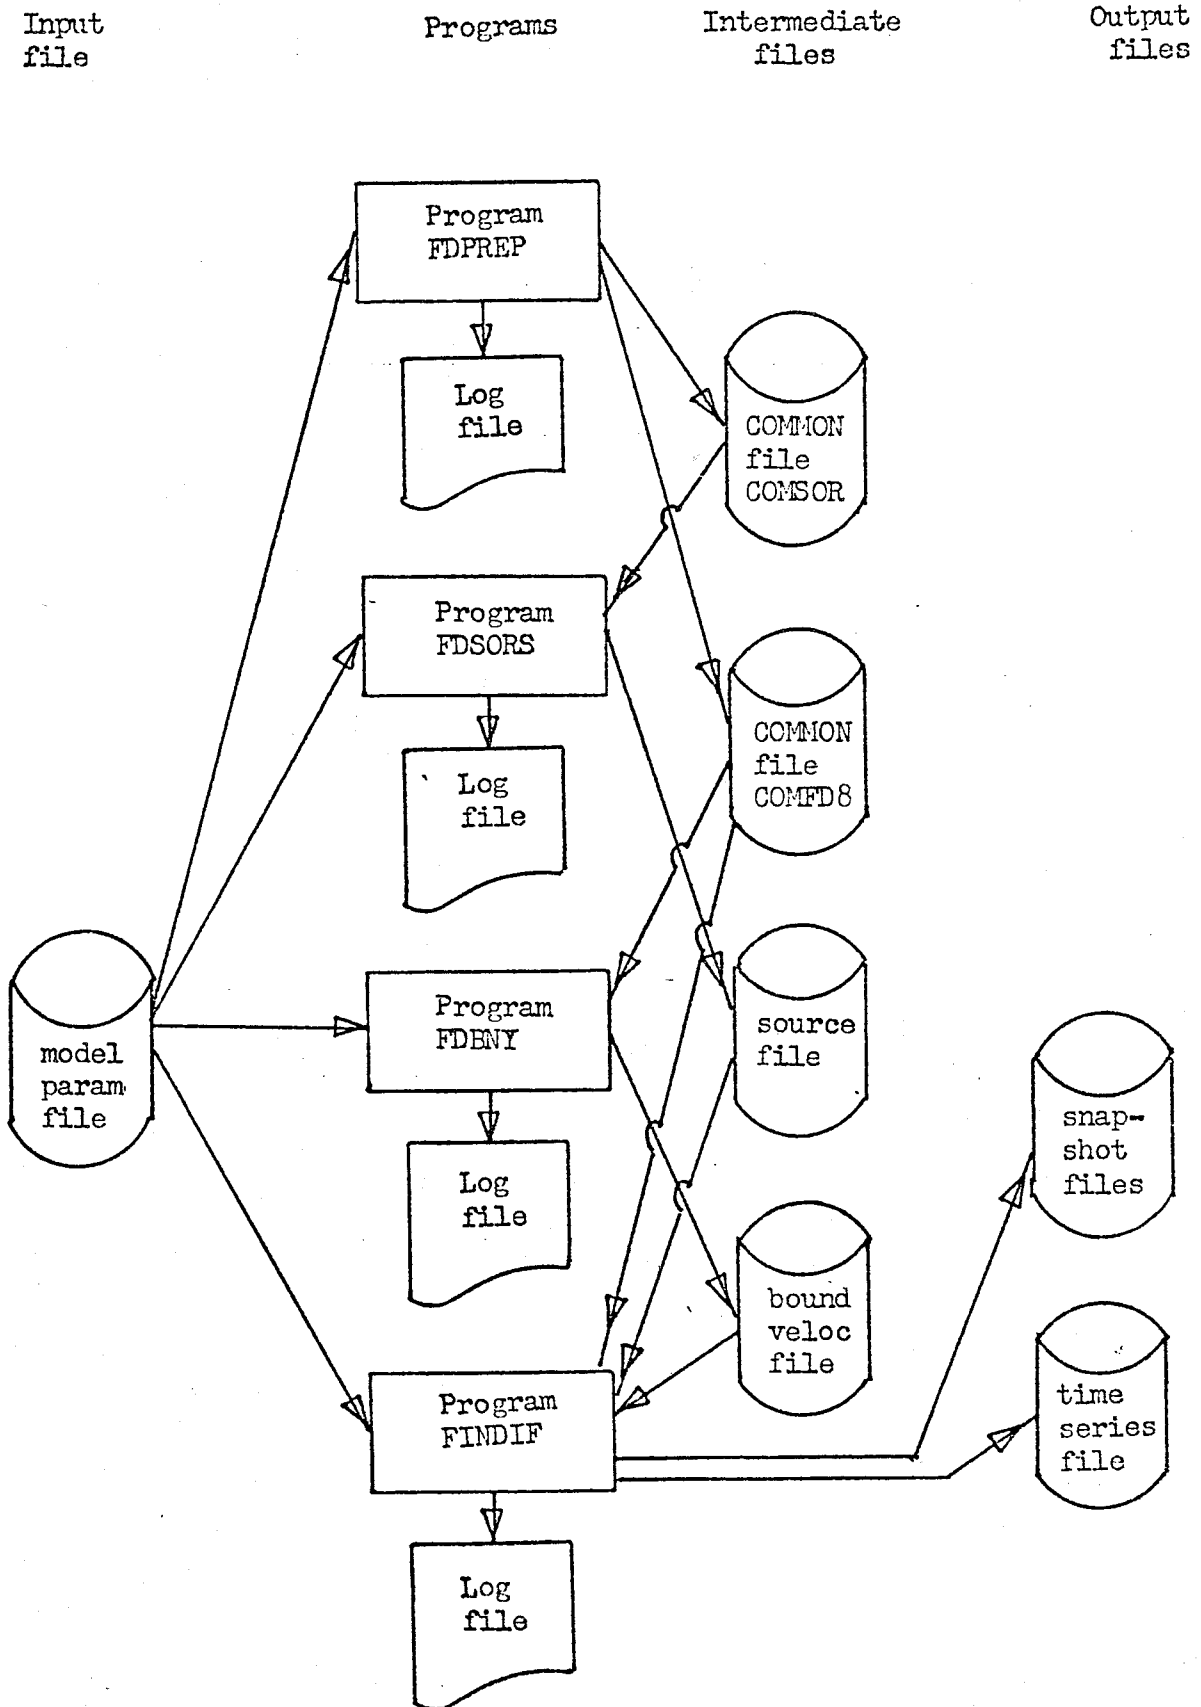 Input
file
Programs
Intermediate
files
Output
files
Program
FDPREP
Log
file
COMMON
file
COMSOR
Program
FDSORS
Log
file
COMMON
file
COMFD8
model
param
file
Program
FDBNY
Log
file
source
file
snap-
shot
files
bound
veloc
file
time
series
file
Program
FINDIF
Log
file